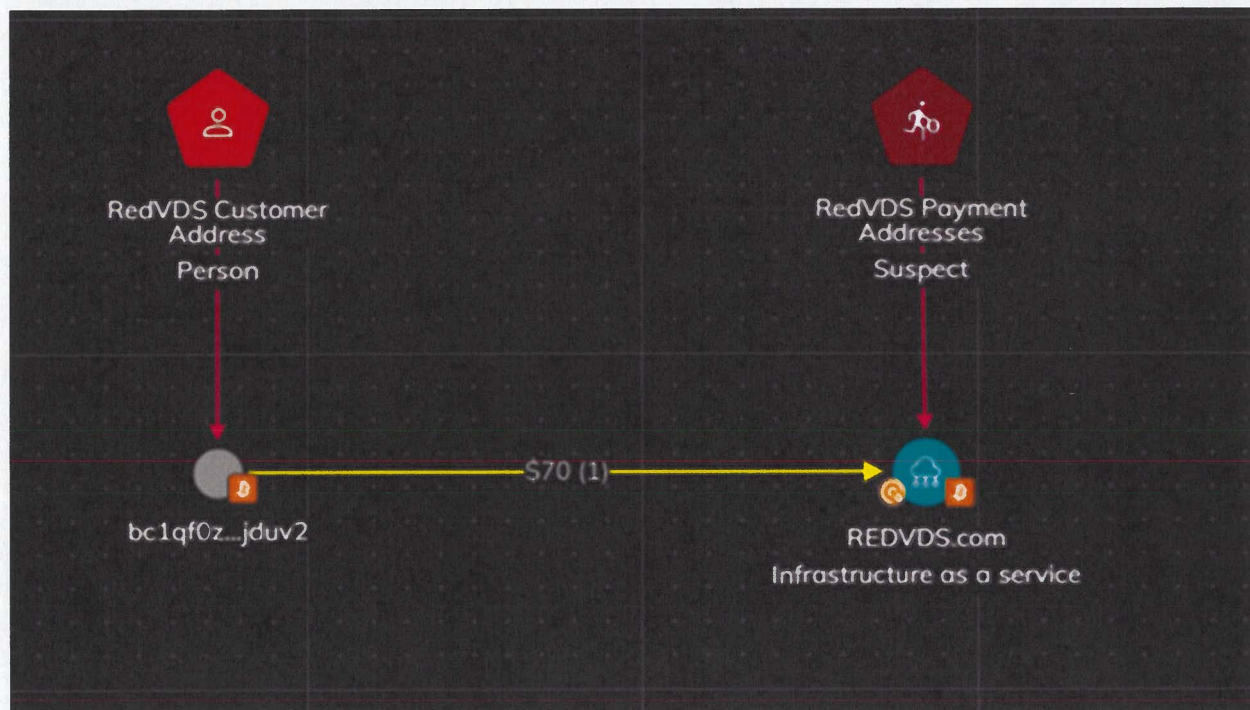 RedVDS Customer
Address
Person
RedVDS Payment
Addresses
Suspect
$70 (1)
bc1qf0z...jduv2
REDVDS.com
Infrastructure as a service